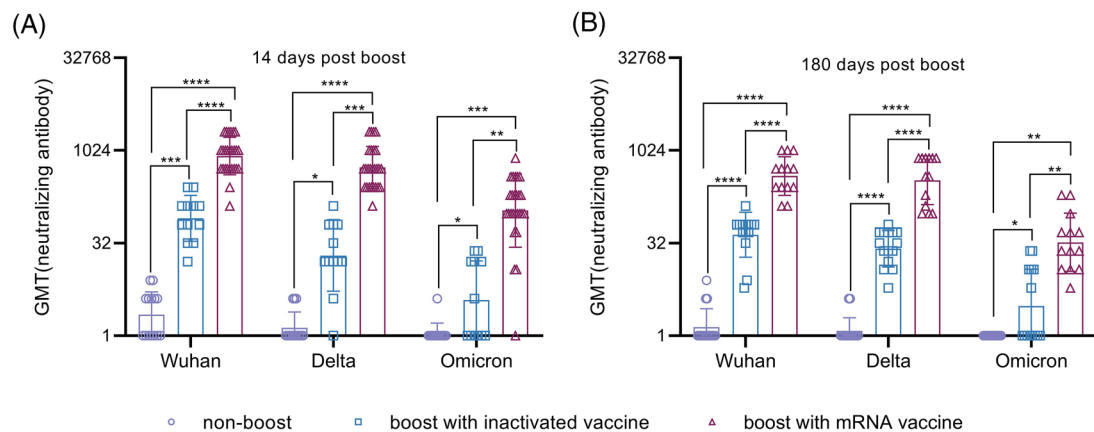 (A)
14 days post boost
GMT(neutralizing antibody)
32768
1024
32
1
****
****
***
****
***
*
***
**
*
Wuhan Delta Omicron
(B)
180 days post boost
GMT(neutralizing antibody)
32768
1024
32
1
****
****
****
****
****
****
**
**
*
Wuhan Delta Omicron
non-boost boost with inactivated vaccine boost with mRNA vaccine